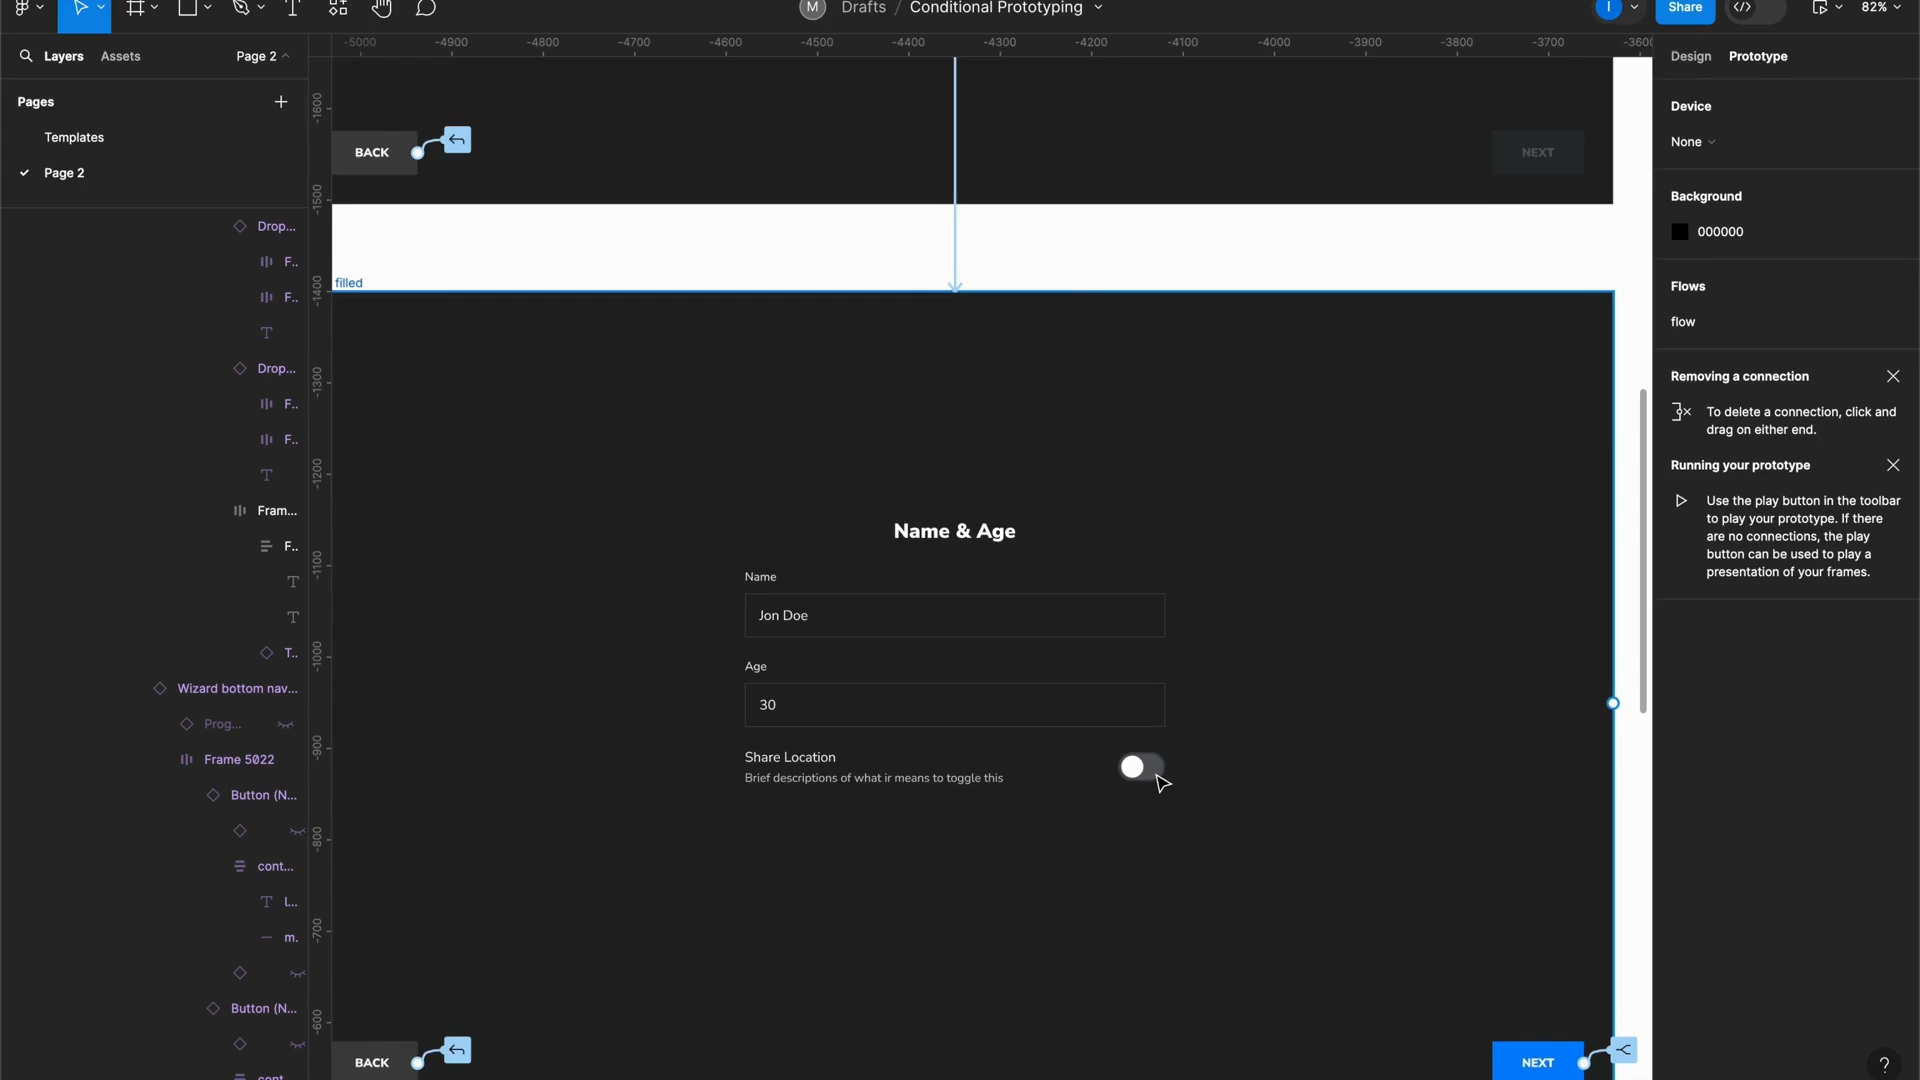 M Drafts / Conditional Prototyping
I
Share
82%
Layers Assets Page 2
Pages
Templates
Page 2
Drop...
F..
F..
Drop...
F..
F..
Fram...
F..
T..
Wizard bottom nav...
Prog...
Frame 5022
Button (N...
cont...
l...
m.
Button (N...
cont...
-5000 -4900 -4800 -4700 -4600 -4500 -4400 -4300 -4200 -4100 -4000 -3900 -3800 -3700 -3600
-1600
-1500
-1400
-1300
-1200
-1100
-1000
-900
-800
-700
-600
BACK
NEXT
filled
Name & Age
Name
Jon Doe
Age
30
Share Location
Brief descriptions of what ir means to toggle this
BACK
NEXT
Design Prototype
Device
None
Background
000000
Flows
flow
Removing a connection
To delete a connection, click and
drag on either end.
Running your prototype
Use the play button in the toolbar
to play your prototype. If there
are no connections, the play
button can be used to play a
presentation of your frames.
?